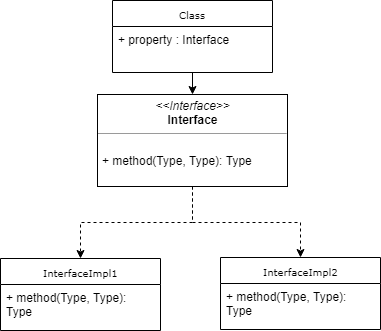 Class
+ property : Interface
<<Interface>>
Interface
+ method(Type, Type): Type
InterfaceImpl1
+ method(Type, Type):
Type
InterfaceImpl2
+ method(Type, Type):
Type